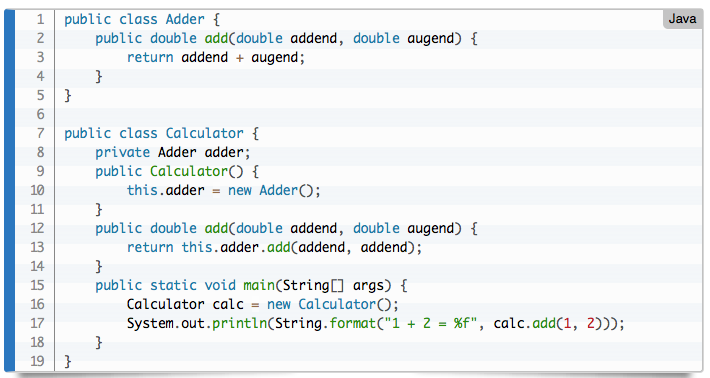 Java
1 public class Adder {
2     public double add(double addend, double augend) {
3         return addend + augend;
4     }
5 }
6
7 public class Calculator {
8     private Adder adder;
9     public Calculator() {
10         this.adder = new Adder();
11     }
12     public double add(double addend, double augend) {
13         return this.adder.add(addend, addend);
14     }
15     public static void main(String[] args) {
16         Calculator calc = new Calculator();
17         System.out.println(String.format("1 + 2 = %f", calc.add(1, 2)));
18     }
19 }